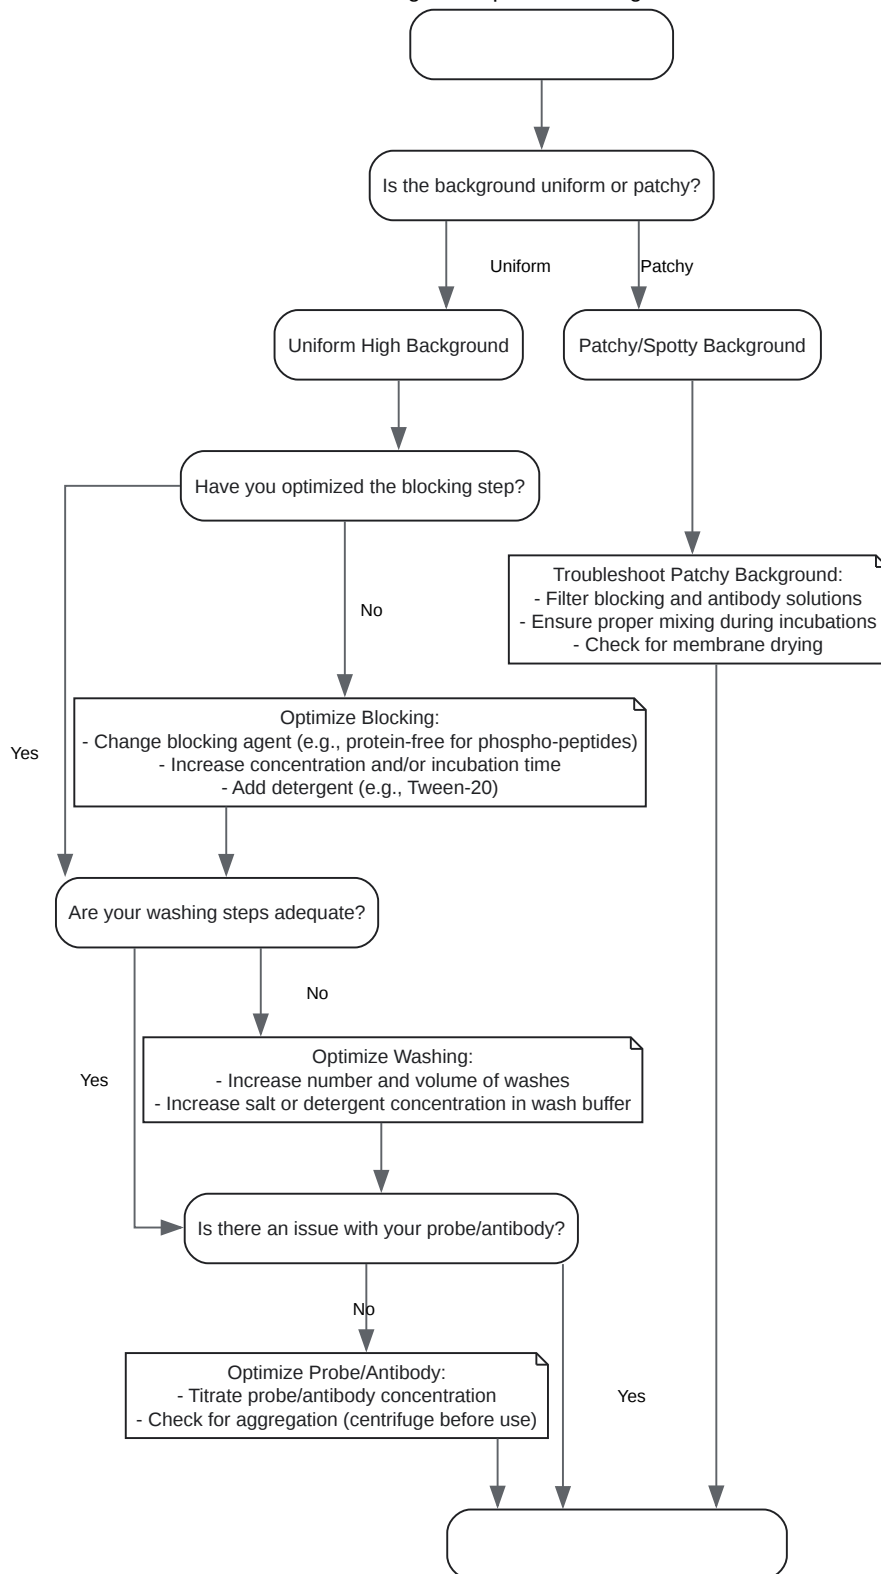 Is the background uniform or patchy?
Uniform
Patchy
Uniform High Background
Patchy/Spotty Background
Have you optimized the blocking step?
Troubleshoot Patchy Background:
- Filter blocking and antibody solutions
- Ensure proper mixing during incubations
- Check for membrane drying
No
Optimize Blocking:
- Change blocking agent (e.g., protein-free for phospho-peptides)
- Increase concentration and/or incubation time
- Add detergent (e.g., Tween-20)
Yes
Are your washing steps adequate?
No
Optimize Washing:
- Increase number and volume of washes
- Increase salt or detergent concentration in wash buffer
Yes
Is there an issue with your probe/antibody?
No
Optimize Probe/Antibody:
- Titrate probe/antibody concentration
- Check for aggregation (centrifuge before use)
Yes